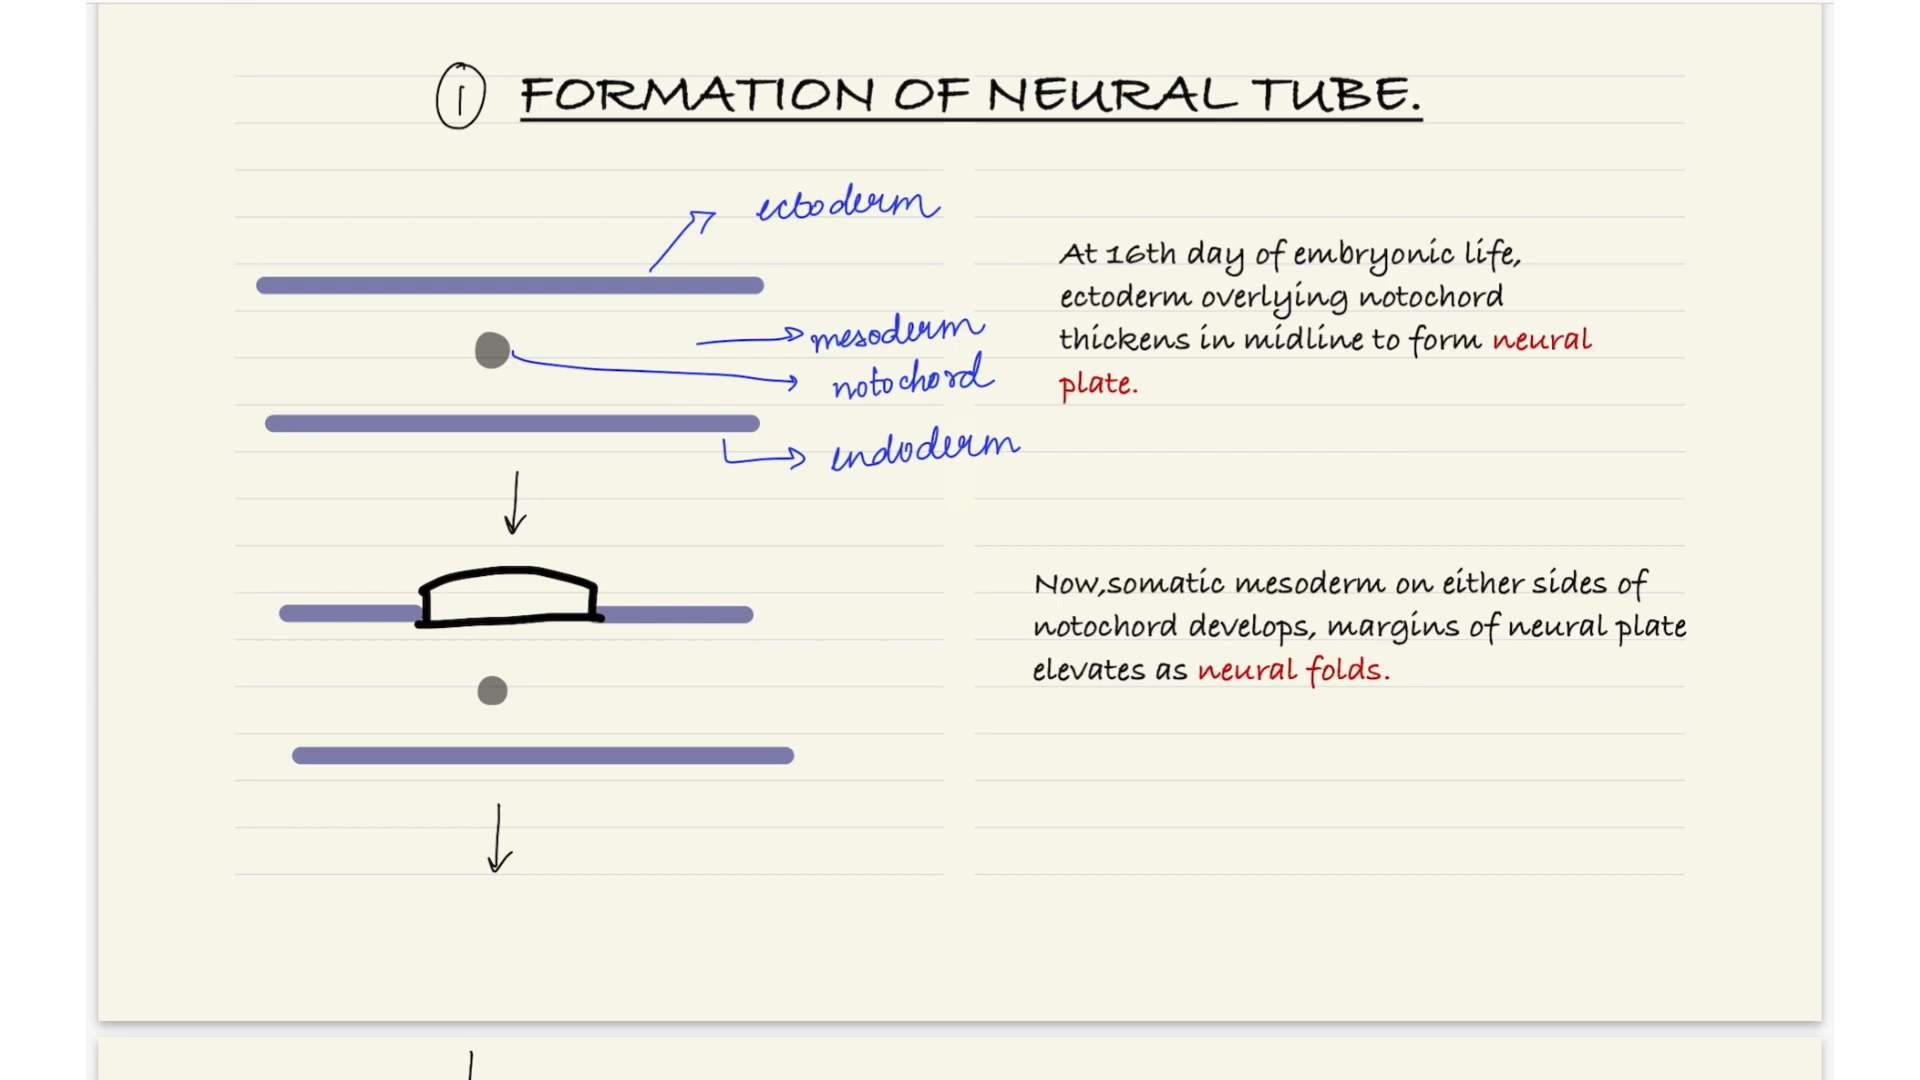 1 FORMATION OF NEURAL TUBE.
ectoderm
mesoderm
notochord
endoderm
At 16th day of embryonic life,
ectoderm overlying notochord
thickens in midline to form neural
plate.
Now,somatic mesoderm on either sides of
notochord develops, margins of neural plate
elevates as neural folds.